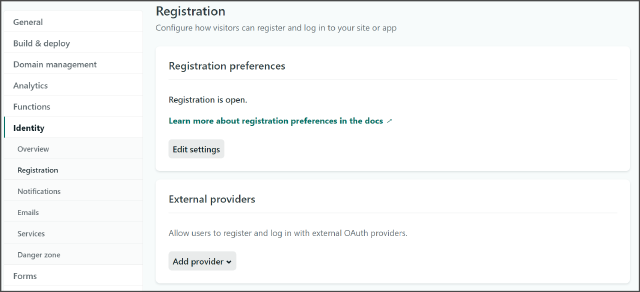 General
Build & deploy
Domain management
Analytics
Functions
Identity
Overview
Registration
Notifications
Emails
Services
Danger zone
Forms
Registration
Configure how visitors can register and log in to your site or app
Registration preferences
Registration is open.
Learn more about registration preferences in the docs ↗
Edit settings
External providers
Allow users to register and log in with external OAuth providers.
Add provider